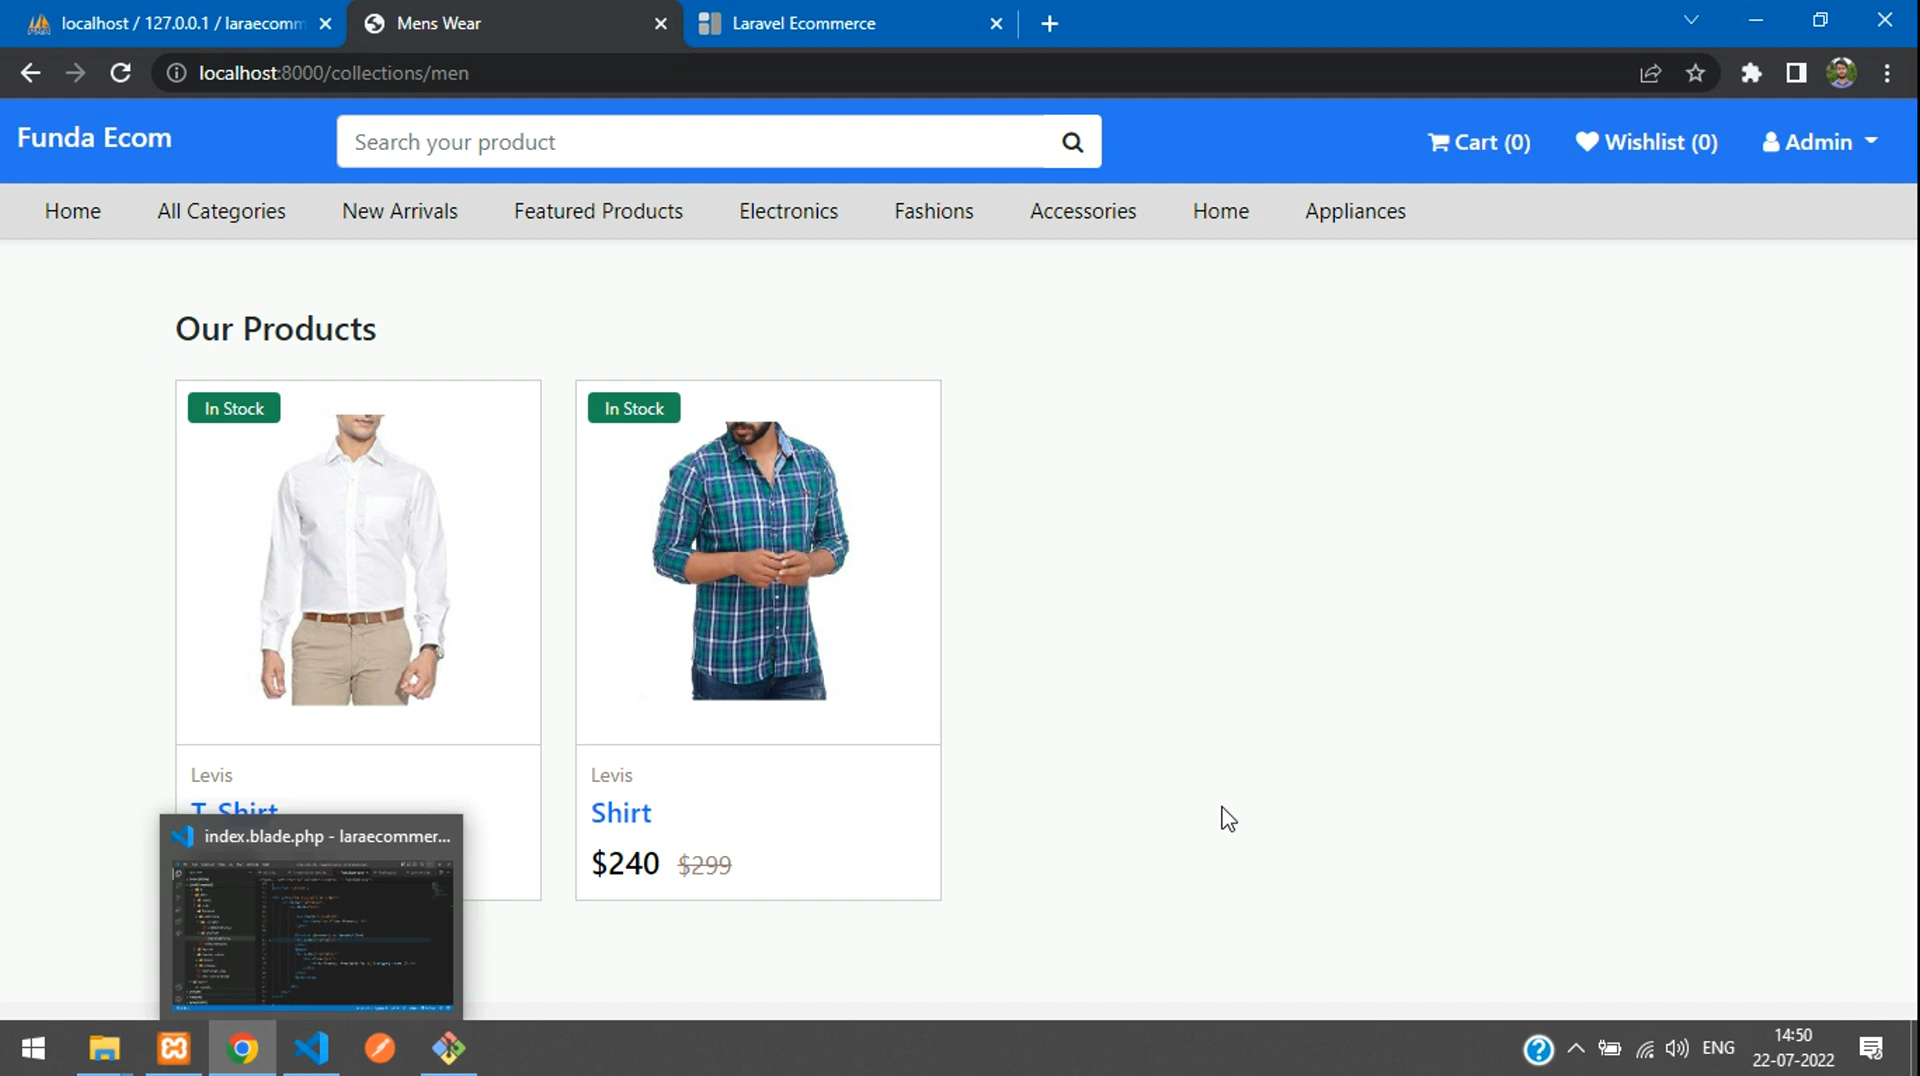 localhost / 127.0.0.1 / laraecomm
Mens Wear
Laravel Ecommerce
localhost:8000/collections/men
Funda Ecom
Search your product
Cart (0)
Wishlist (0)
Admin
Home
All Categories
New Arrivals
Featured Products
Electronics
Fashions
Accessories
Home
Appliances
Our Products
In Stock
In Stock
Levis
T-Shirt
Levis
Shirt
$240 $299
index.blade.php - laraecommer...
ENG
14:50
22-07-2022